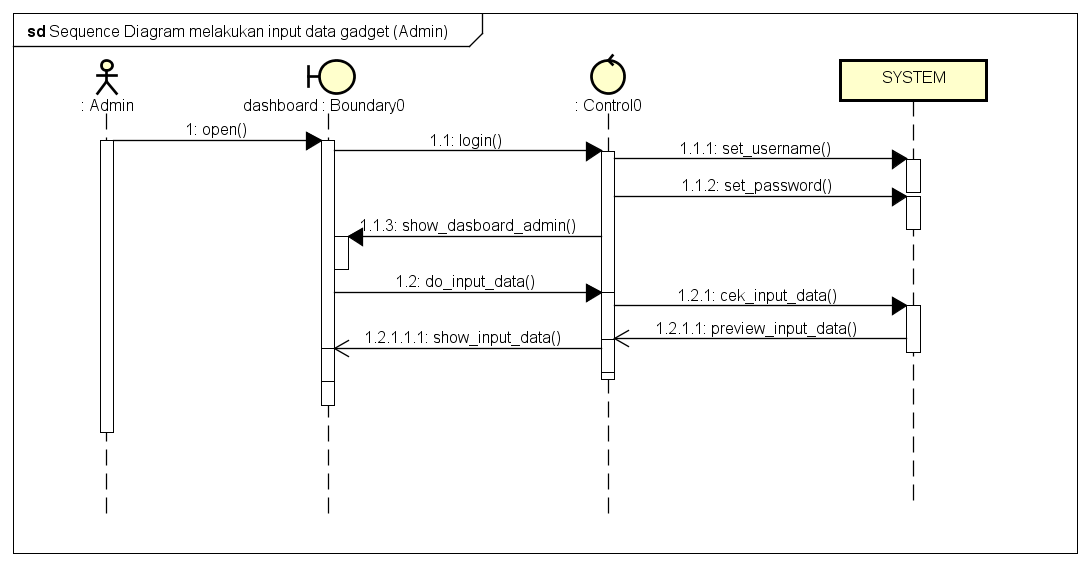 sd Sequence Diagram melakukan input data gadget (Admin)
: Admin
dashboard : Boundary0
: Control0
SYSTEM
1: open()
1.1: login()
1.1.1: set_username()
1.1.2: set_password()
1.1.3: show_dasboard_admin()
1.2: do_input_data()
1.2.1: cek_input_data()
1.2.1.1: preview_input_data()
1.2.1.1.1: show_input_data()